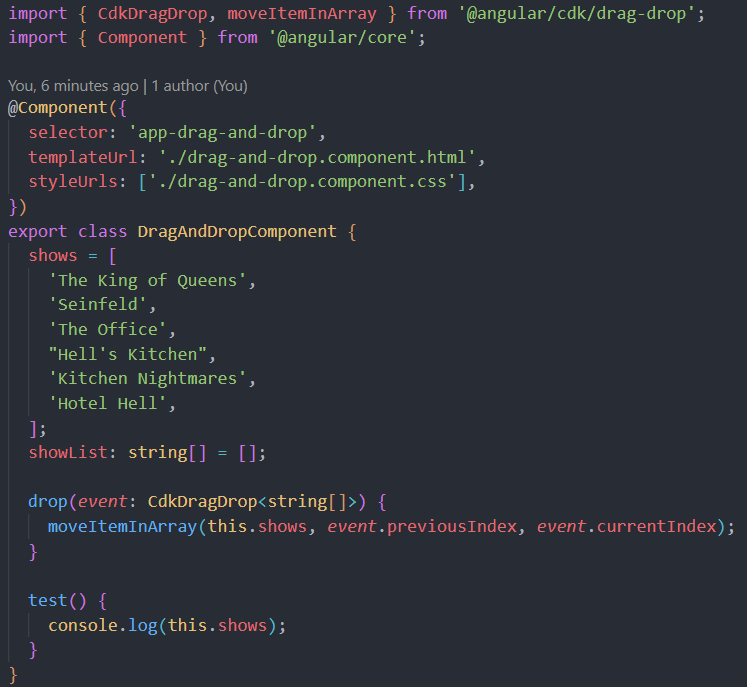 import { CdkDragDrop, moveItemInArray } from '@angular/cdk/drag-drop';
import { Component } from '@angular/core';
You, 6 minutes ago | 1 author (You)
@Component({
  selector: 'app-drag-and-drop',
  templateUrl: './drag-and-drop.component.html',
  styleUrls: ['./drag-and-drop.component.css'],
})
export class DragAndDropComponent {
  shows = [
    'The King of Queens',
    'Seinfeld',
    'The Office',
    "Hell's Kitchen",
    'Kitchen Nightmares',
    'Hotel Hell',
  ];
  showList: string[] = [];
  drop(event: CdkDragDrop<string[]>) {
    moveItemInArray(this.shows, event.previousIndex, event.currentIndex);
  }
  test() {
    console.log(this.shows);
  }
}